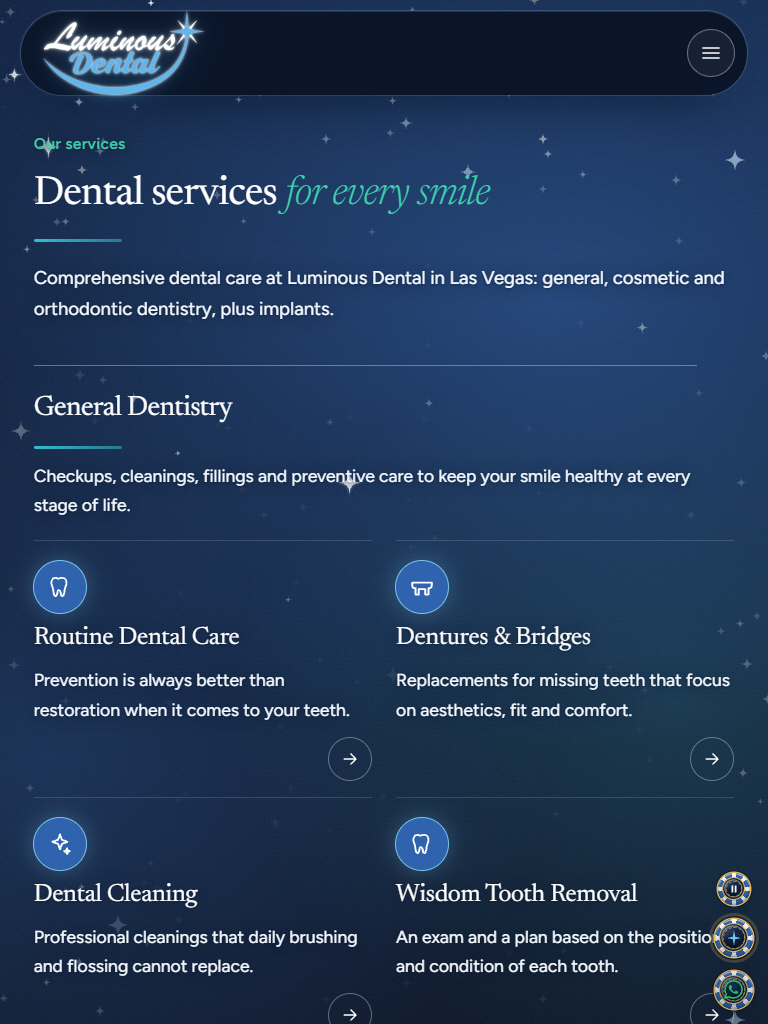 Luminous
Dental
Our services
Dental services for every smile
Comprehensive dental care at Luminous Dental in Las Vegas: general, cosmetic and
orthodontic dentistry, plus implants.
General Dentistry
Checkups, cleanings, fillings and preventive care to keep your smile healthy at every
stage of life.
Routine Dental Care
Prevention is always better than
restoration when it comes to your teeth.
Dentures & Bridges
Replacements for missing teeth that focus
on aesthetics, fit and comfort.
Dental Cleaning
Professional cleanings that daily brushing
and flossing cannot replace.
Wisdom Tooth Removal
An exam and a plan based on the
and condition of each tooth.